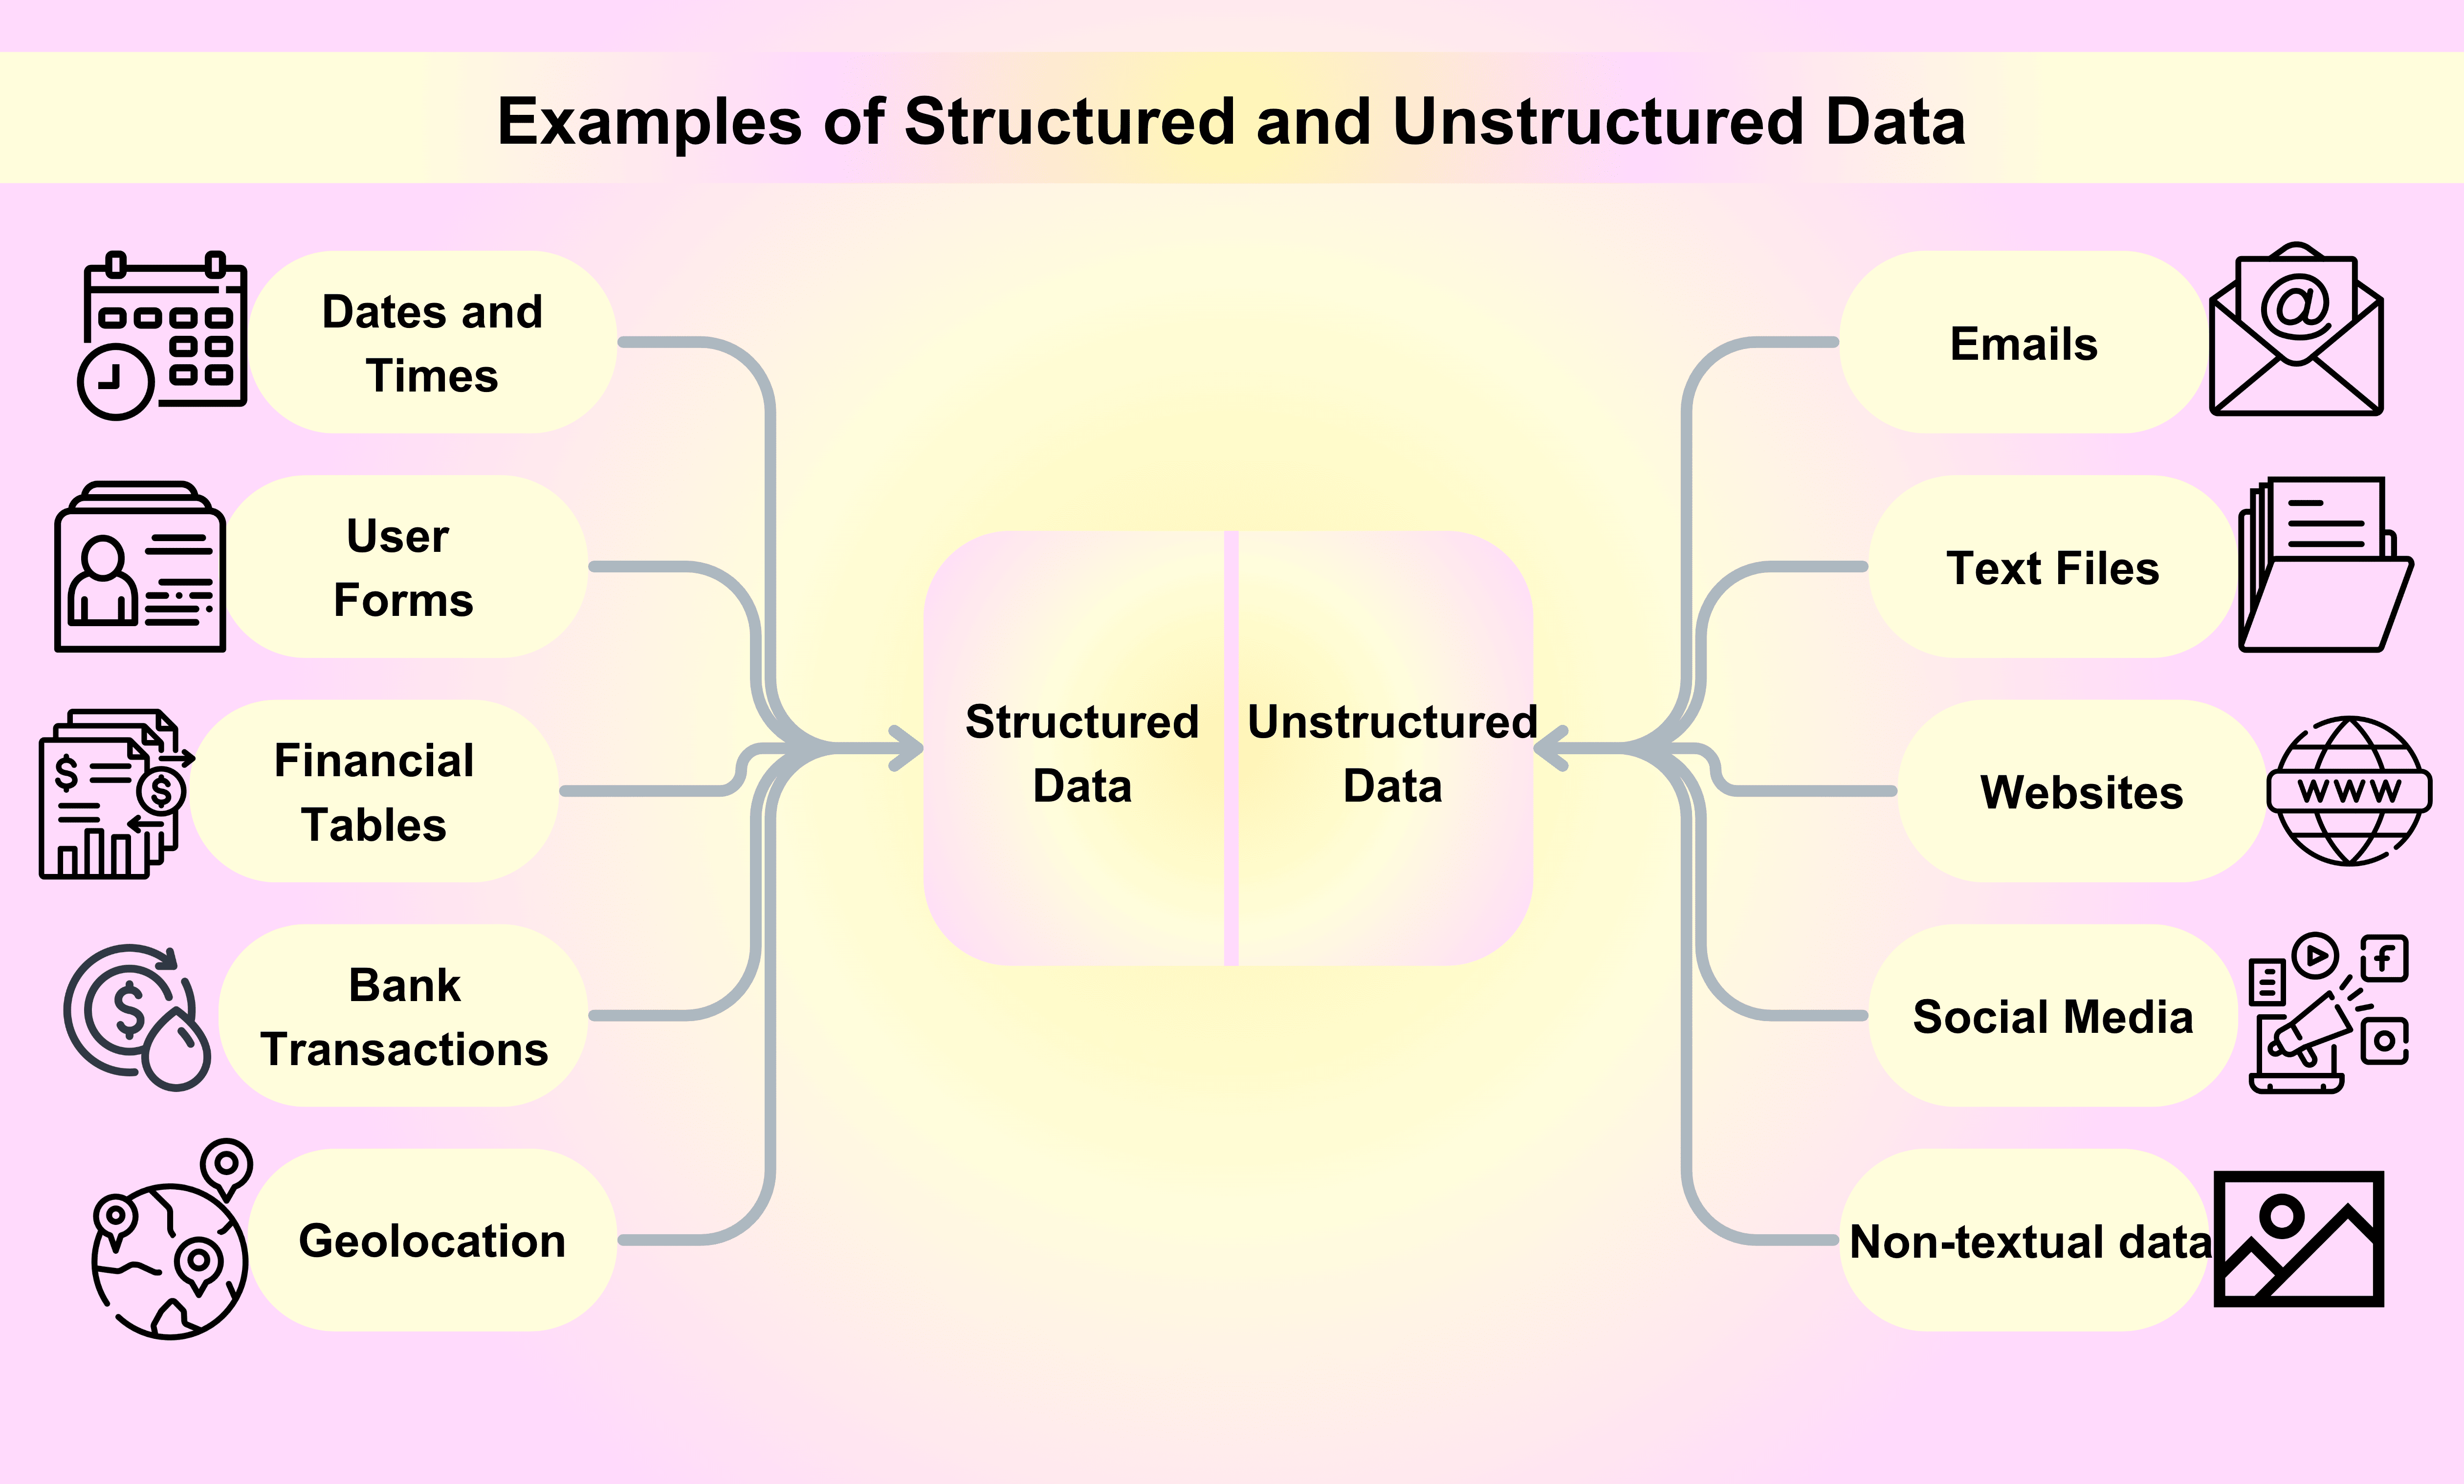 Examples of Structured and Unstructured Data
Dates and
Times
User
Forms
Financial
Tables
Bank
Transactions
Geolocation
Structured
Data
Unstructured
Data
Emails
Text Files
Websites
Social Media
Non-textual data
$
$
$
@
WWW
f